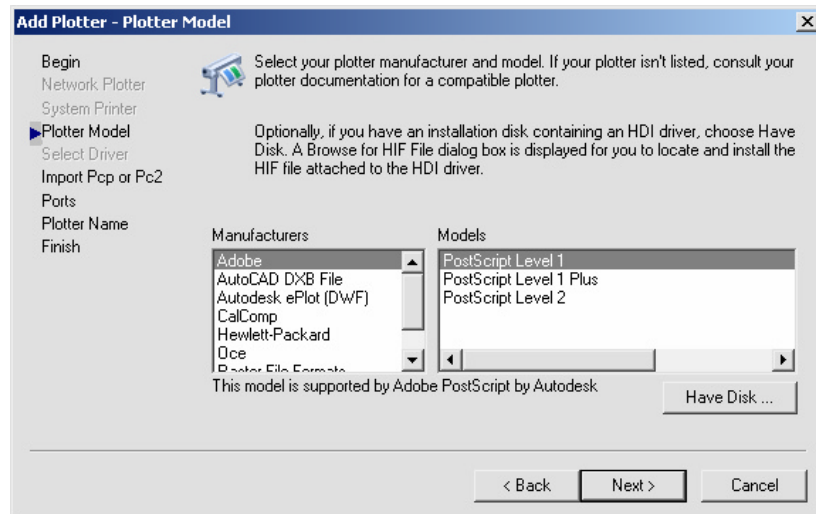 Add Plotter - Plotter Model
Begin
Network Plotter
System Printer
Plotter Model
Select Driver
Import Pcp or Pc2
Ports
Plotter Name
Finish
Select your plotter manufacturer and model. If your plotter isn't listed, consult your
plotter documentation for a compatible plotter.
Optionally, if you have an installation disk containing an HDI driver, choose Have
Disk. A Browse for HIF File dialog box is displayed for you to locate and install the
HIF file attached to the HDI driver.
Manufacturers
Adobe
AutoCAD DXB File
Autodesk ePlot (DWF)
CalComp
Hewlett-Packard
Oce
Raster File Formats
Models
PostScript Level 1
PostScript Level 1 Plus
PostScript Level 2
This model is supported by Adobe PostScript by Autodesk
Have Disk ...
< Back
Next >
Cancel